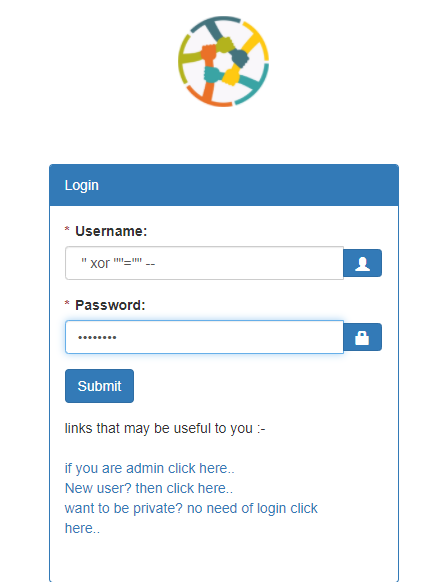 Login
* Username:
" xor ""="" --
* Password:
••••••••
Submit
links that may be useful to you :-
if you are admin click here..
New user? then click here..
want to be private? no need of login click
here..